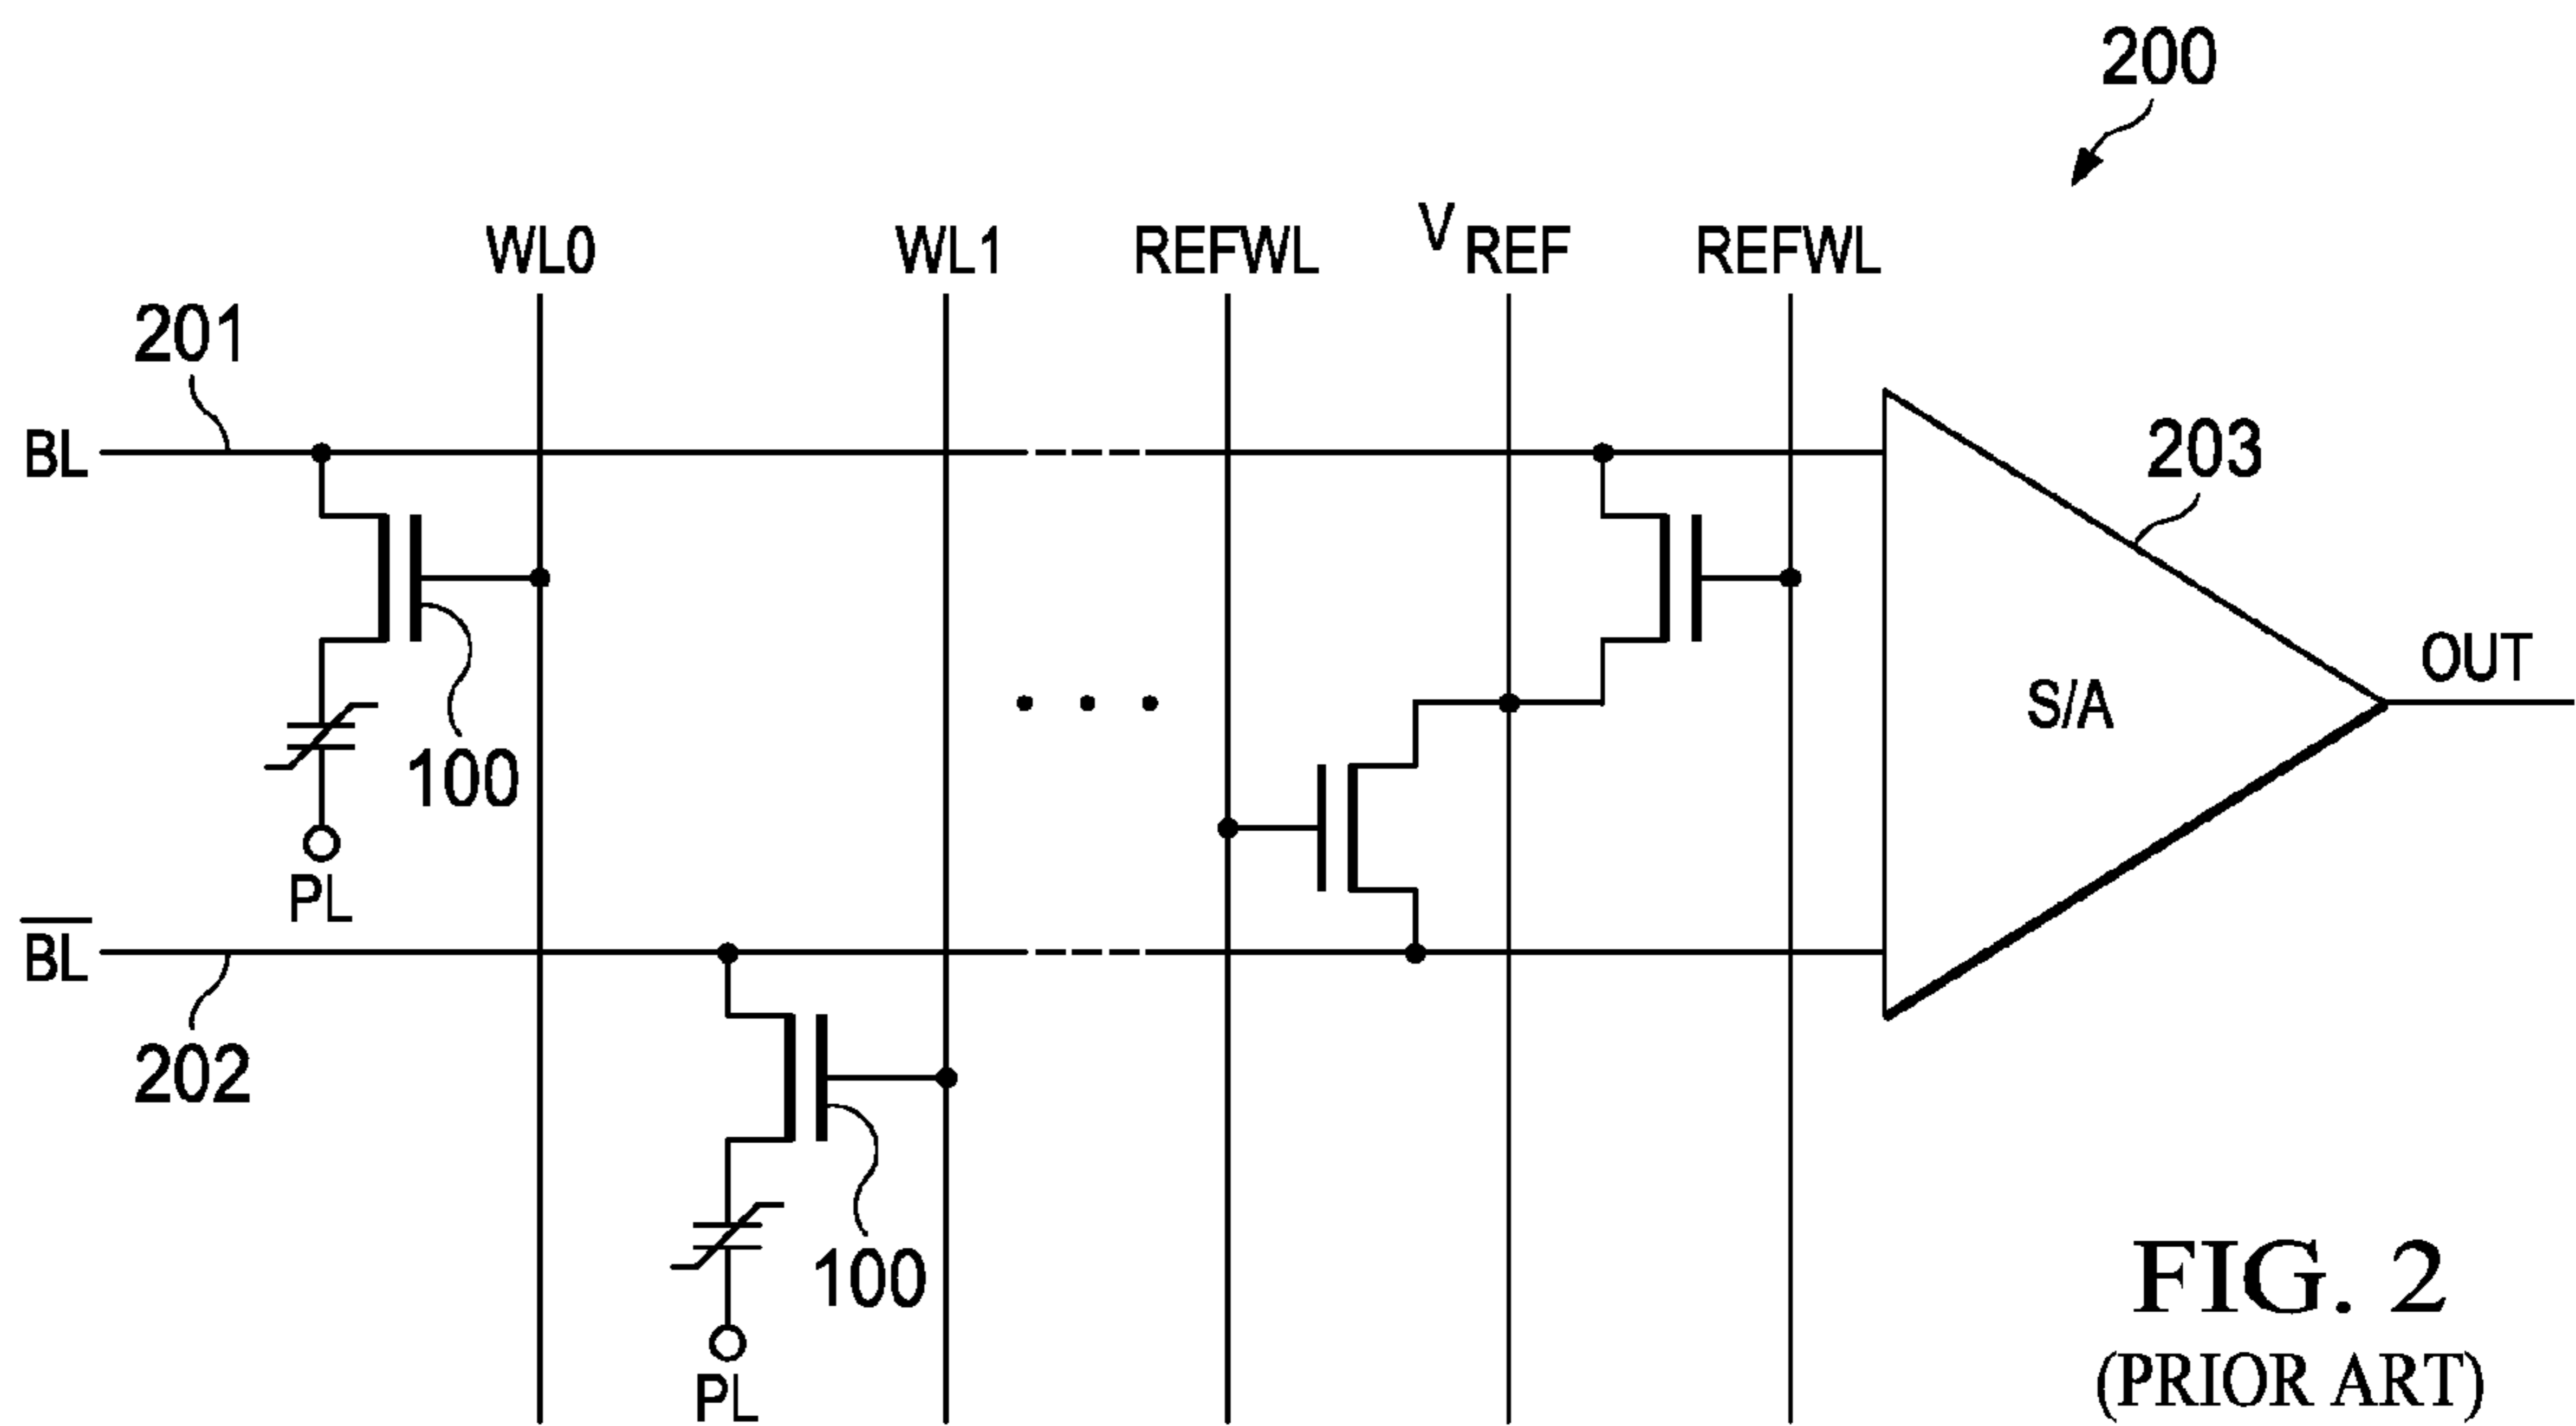 200
WL0
WL1
REFWL
VREF
REFWL
201
BL
203
OUT
S/A
100
PL
B̅L̅
202
100
PL
FIG. 2
(PRIOR ART)